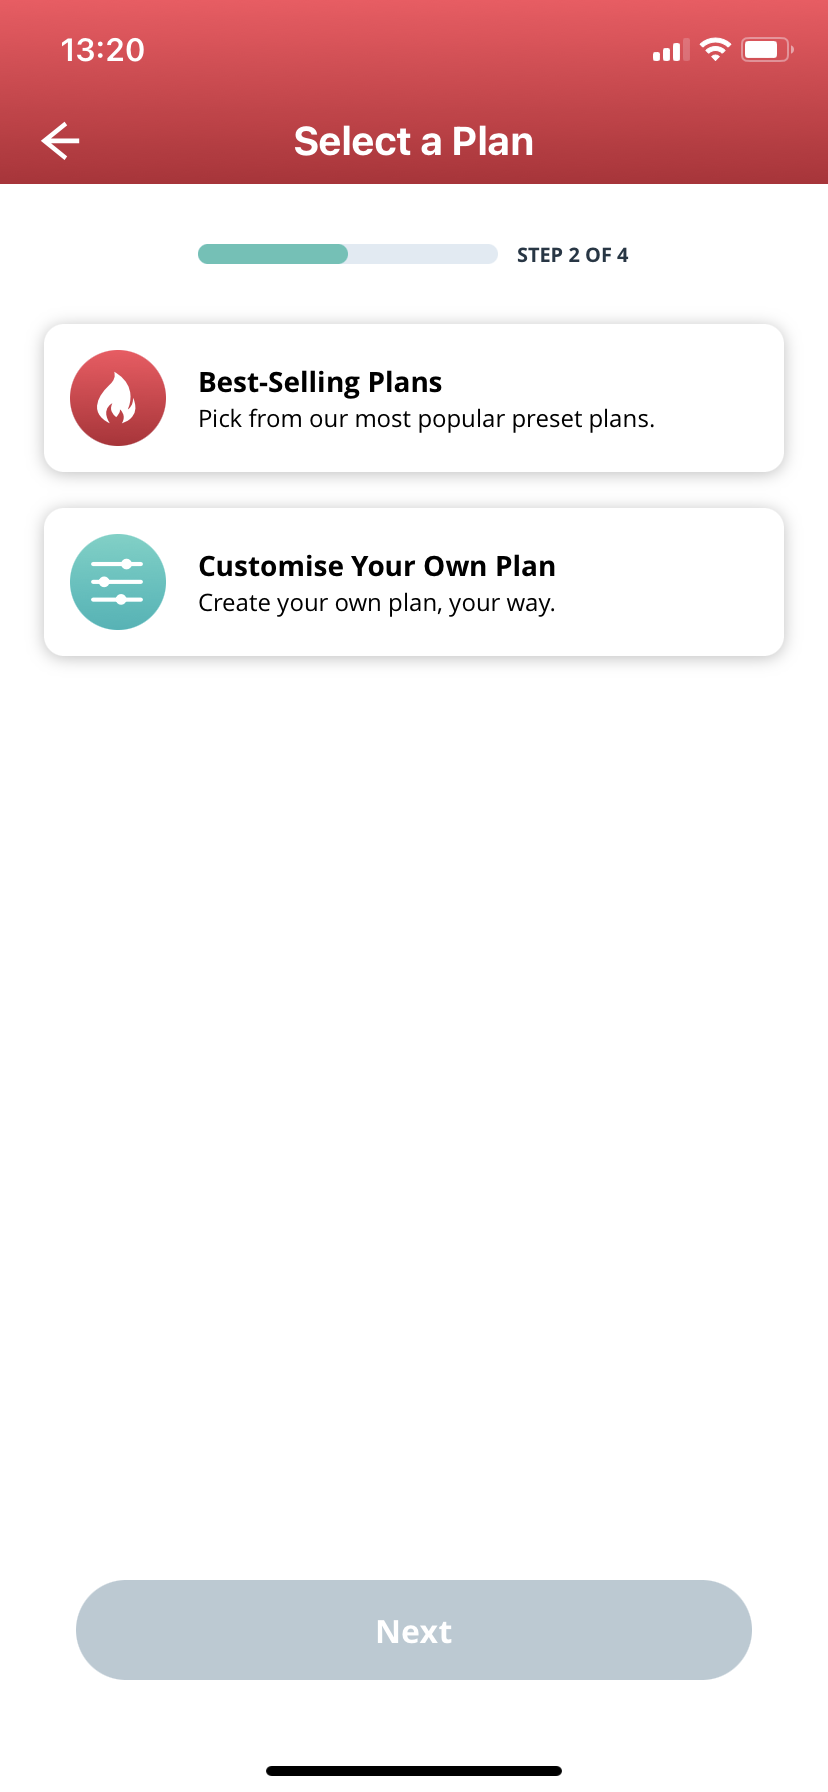 13:20
Select a Plan
STEP 2 OF 4
Best-Selling Plans
Pick from our most popular preset plans.
Customise Your Own Plan
Create your own plan, your way.
Next